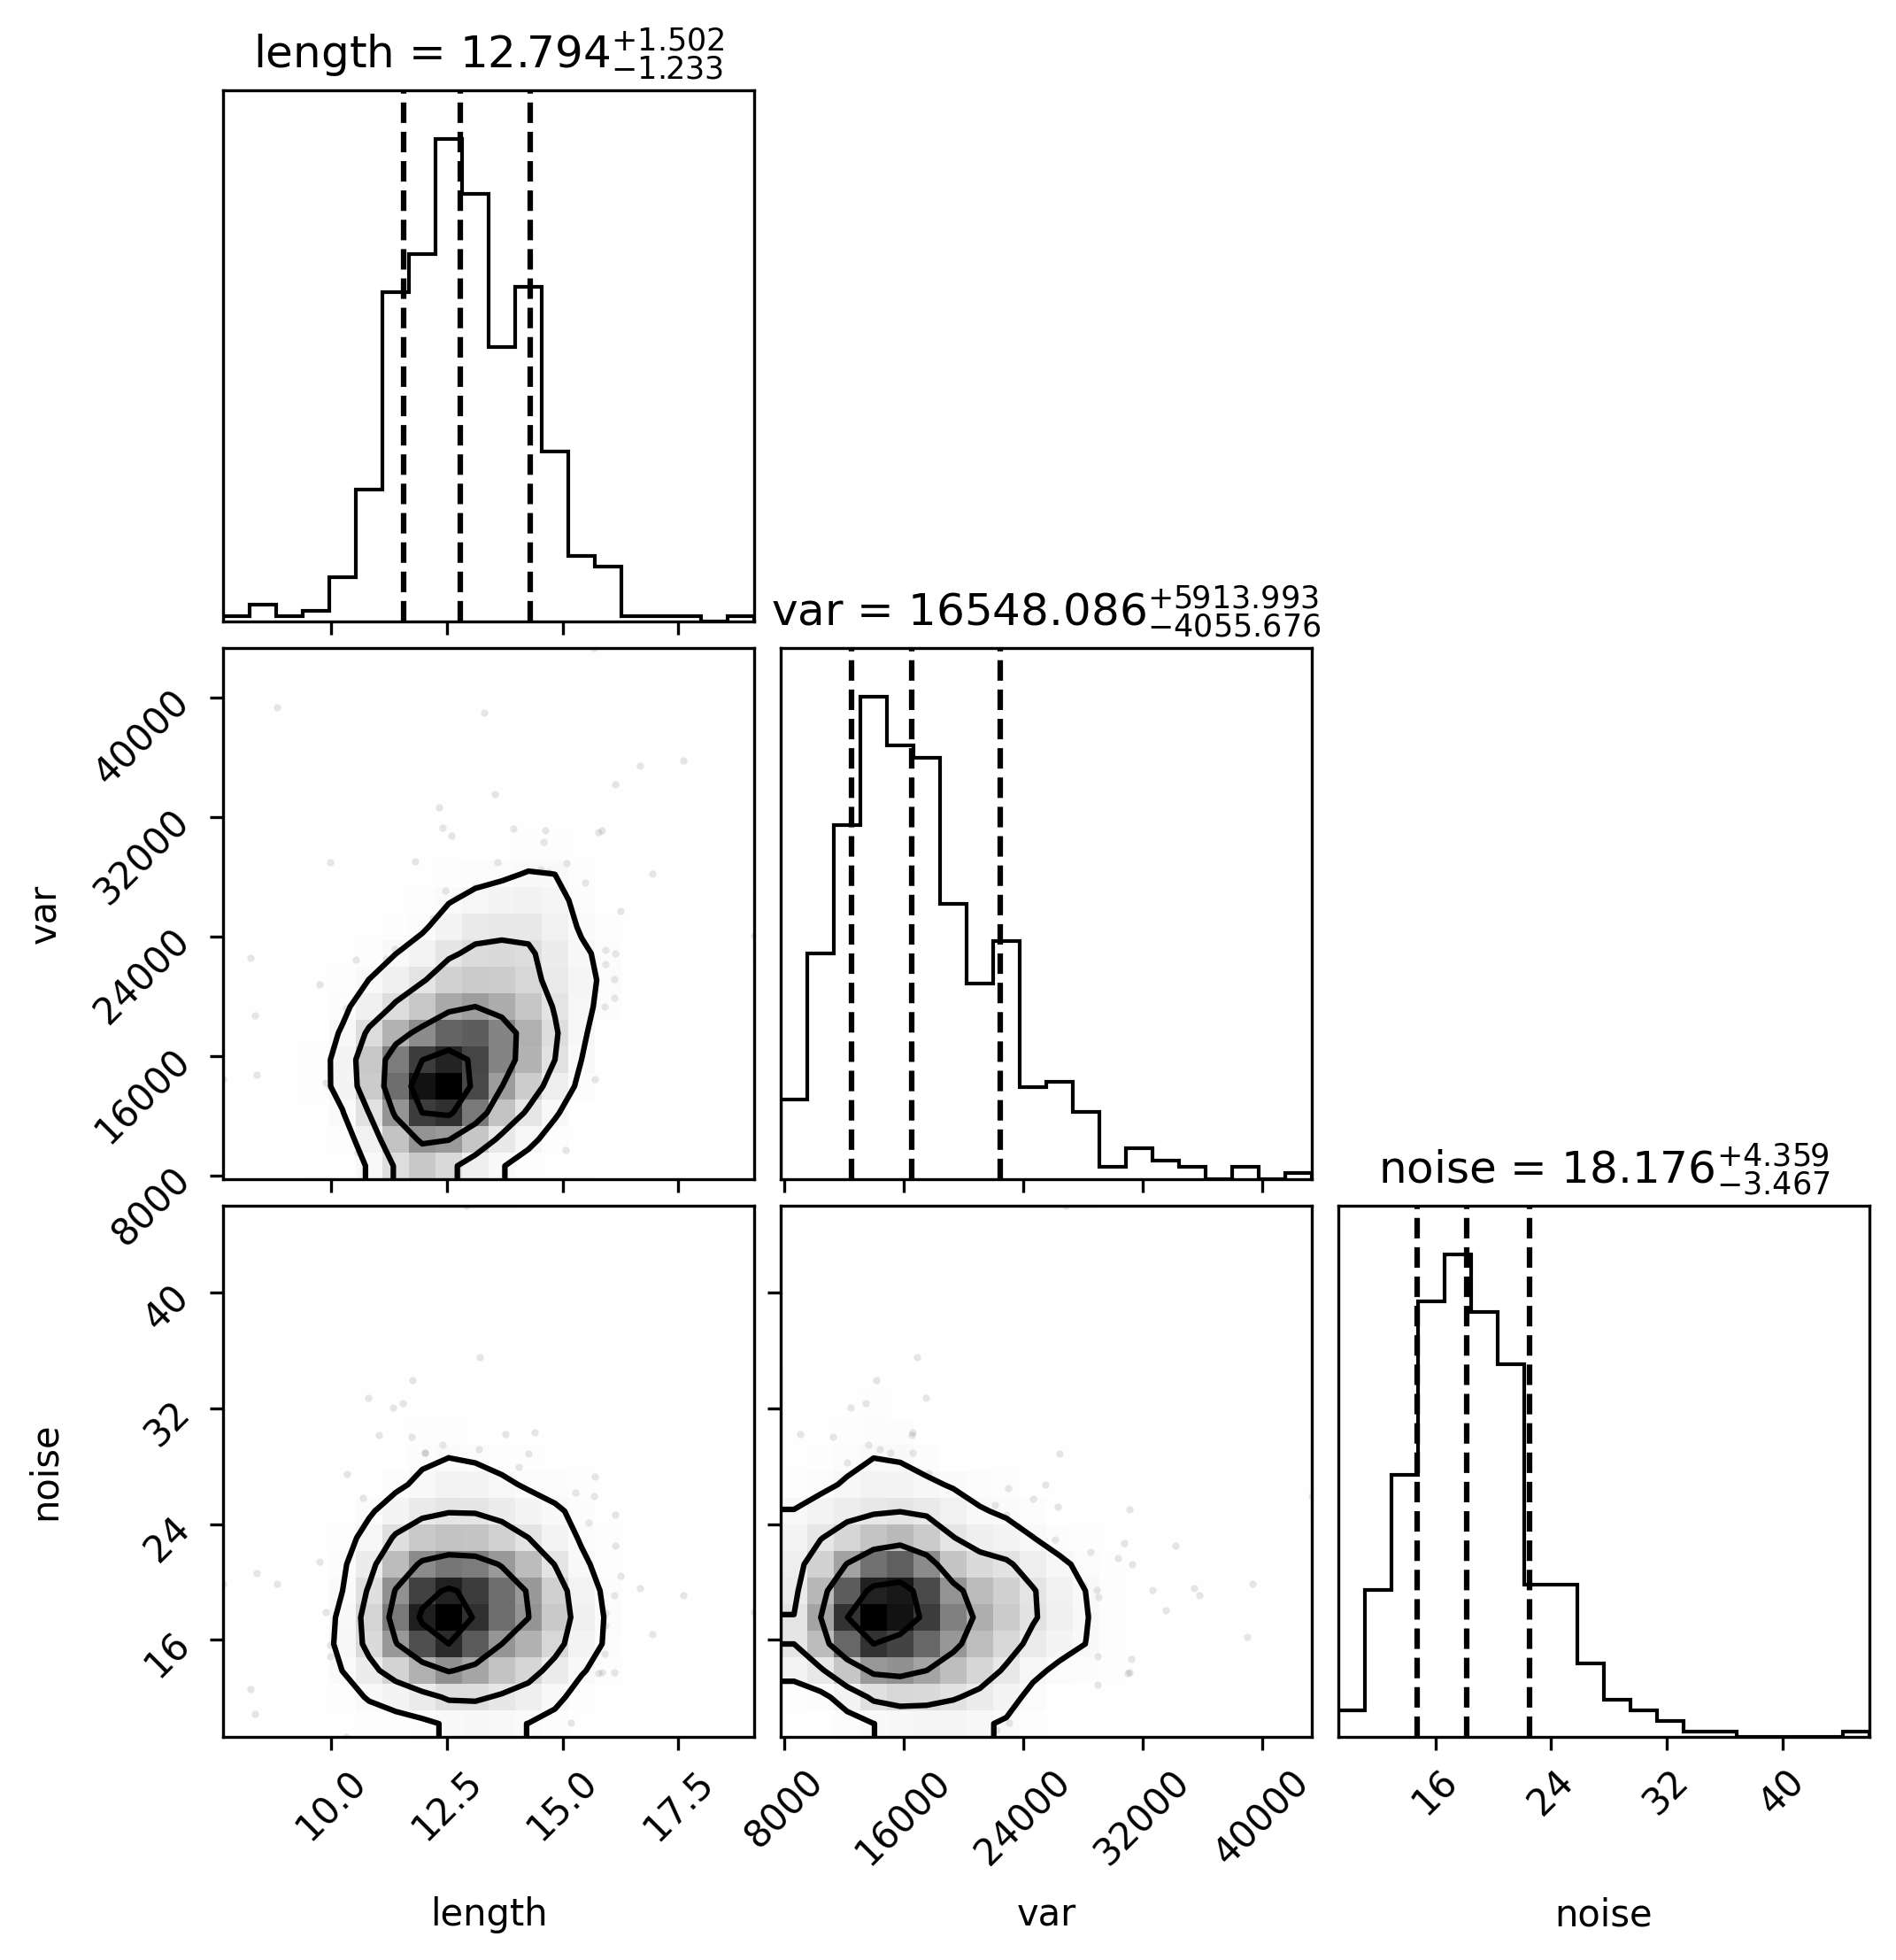 length = 12.794 +1.502 −1.233
var = 16548.086 +5913.993 −4055.676
40000
32000
24000
16000
8000
var
noise = 18.176 +4.359 −3.467
40
32
24
16
noise
10.0 12.5 15.0 17.5 8000 16000 24000 32000 40000 16 24 32 40
length var noise